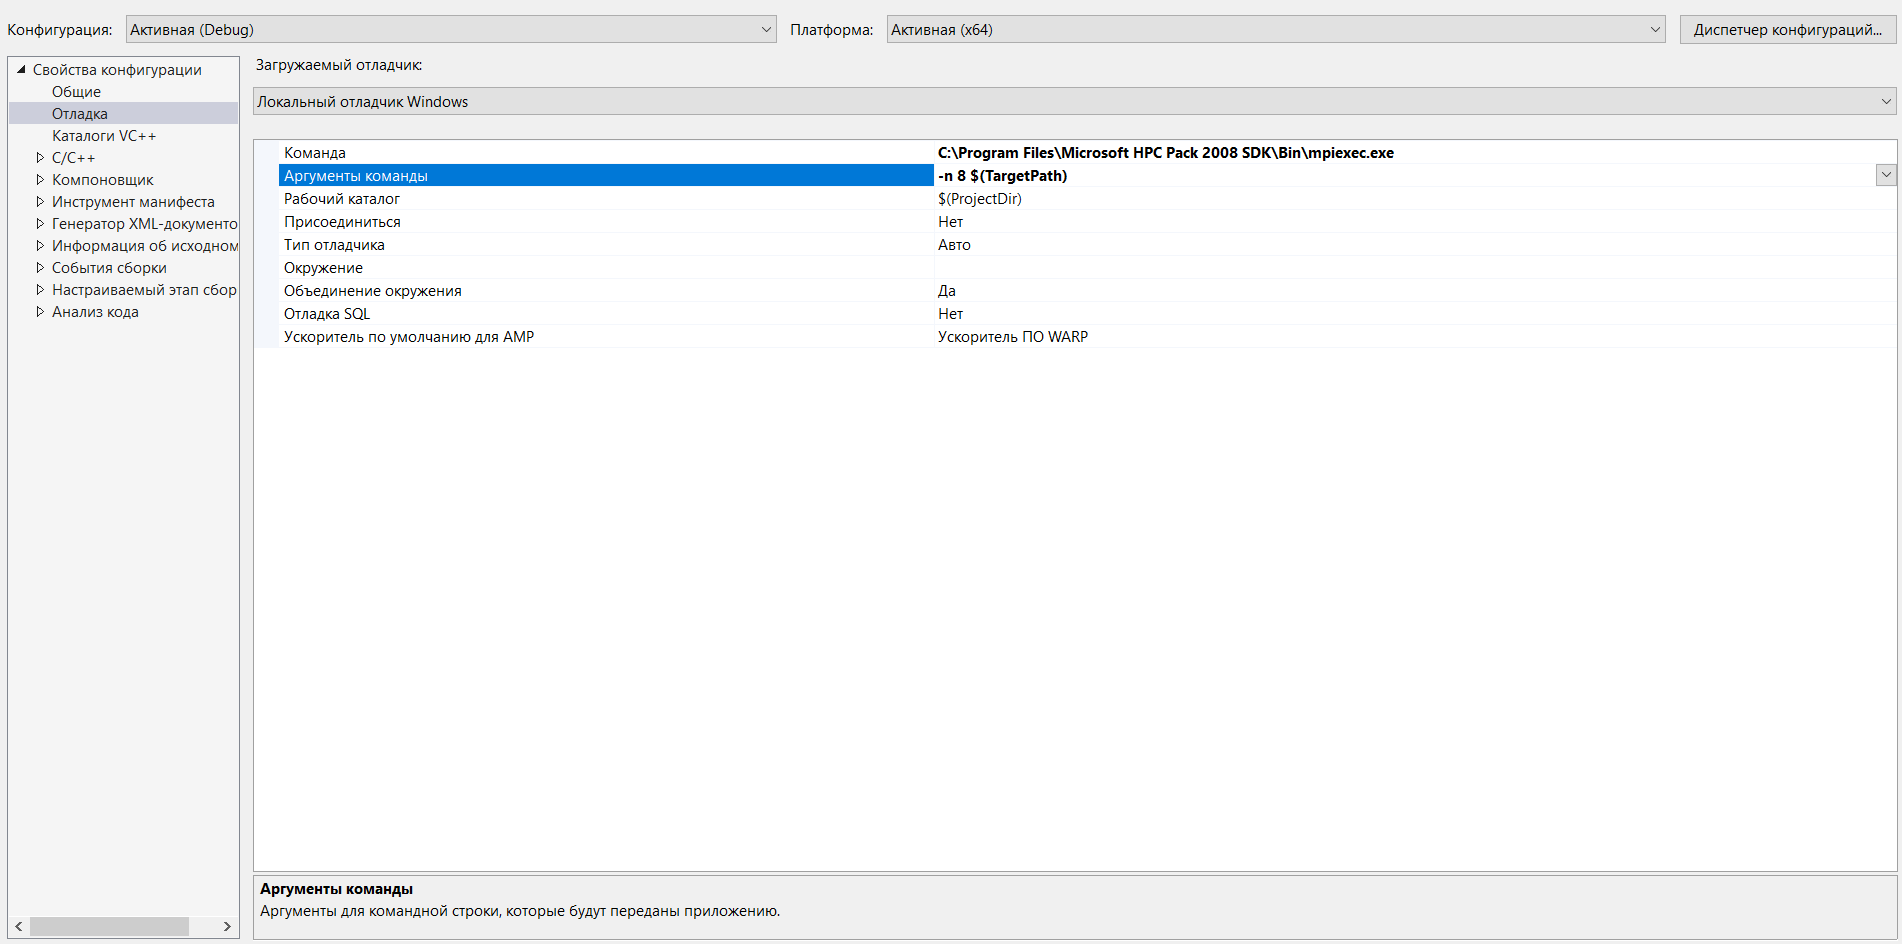 Конфигурация: Активная (Debug) Платформа: Активная (x64) Диспетчер конфигураций...
Свойства конфигурации
Общие
Отладка
Каталоги VC++
C/C++
Компоновщик
Инструмент манифеста
Генератор XML-документо
Информация об исходном
События сборки
Настраиваемый этап сбор
Анализ кода
Загружаемый отладчик:
Локальный отладчик Windows
Команда C:\Program Files\Microsoft HPC Pack 2008 SDK\Bin\mpiexec.exe
Аргументы команды -n 8 $(TargetPath)
Рабочий каталог $(ProjectDir)
Присоединиться Нет
Тип отладчика Авто
Окружение
Объединение окружения Да
Отладка SQL Нет
Ускоритель по умолчанию для AMP Ускоритель ПО WARP
Аргументы команды
Аргументы для командной строки, которые будут переданы приложению.